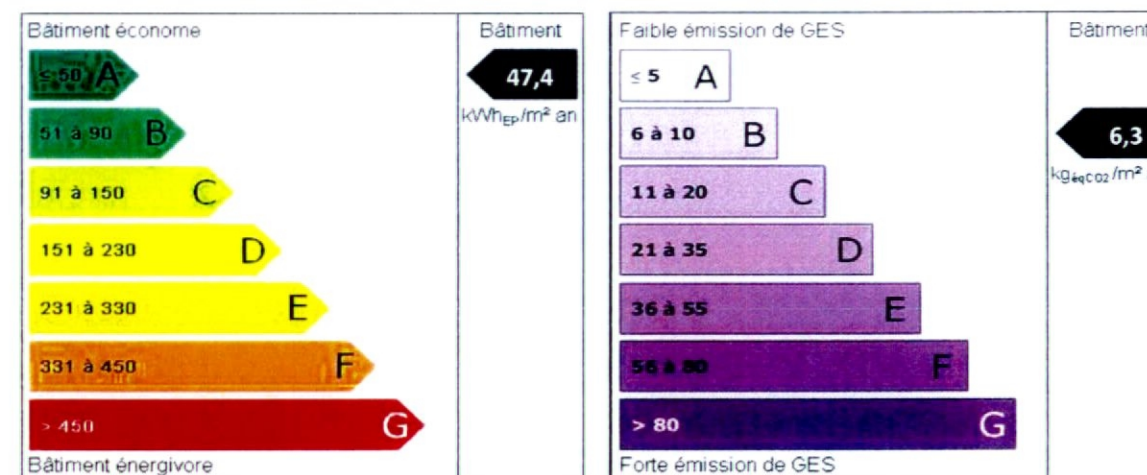 Bâtiment économe
Bâtiment
≤ 50 A
47,4
kWhEP/m² an
51 à 90 B
91 à 150 C
151 à 230 D
231 à 330 E
331 à 450 F
> 450 G
Bâtiment énergivore
Faible émission de GES
Bâtiment
≤ 5 A
6 à 10 B
6,3
kgéqCO2/m²
11 à 20 C
21 à 35 D
36 à 55 E
56 à 80 F
> 80 G
Forte émission de GES